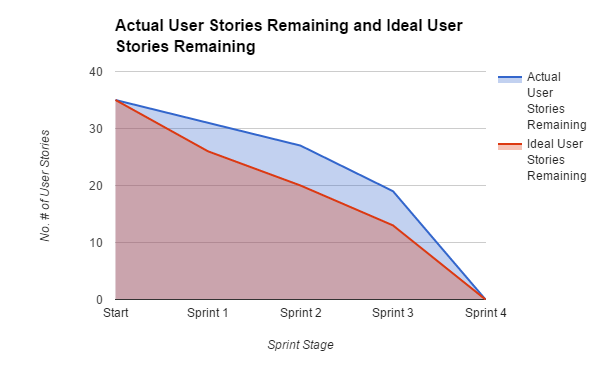 Actual User Stories Remaining and Ideal User
Stories Remaining
40
30
20
10
0
No. # of User Stories
Start
Sprint 1
Sprint 2
Sprint 3
Sprint 4
Sprint Stage
Actual
User
Stories
Remaining
Ideal User
Stories
Remaining